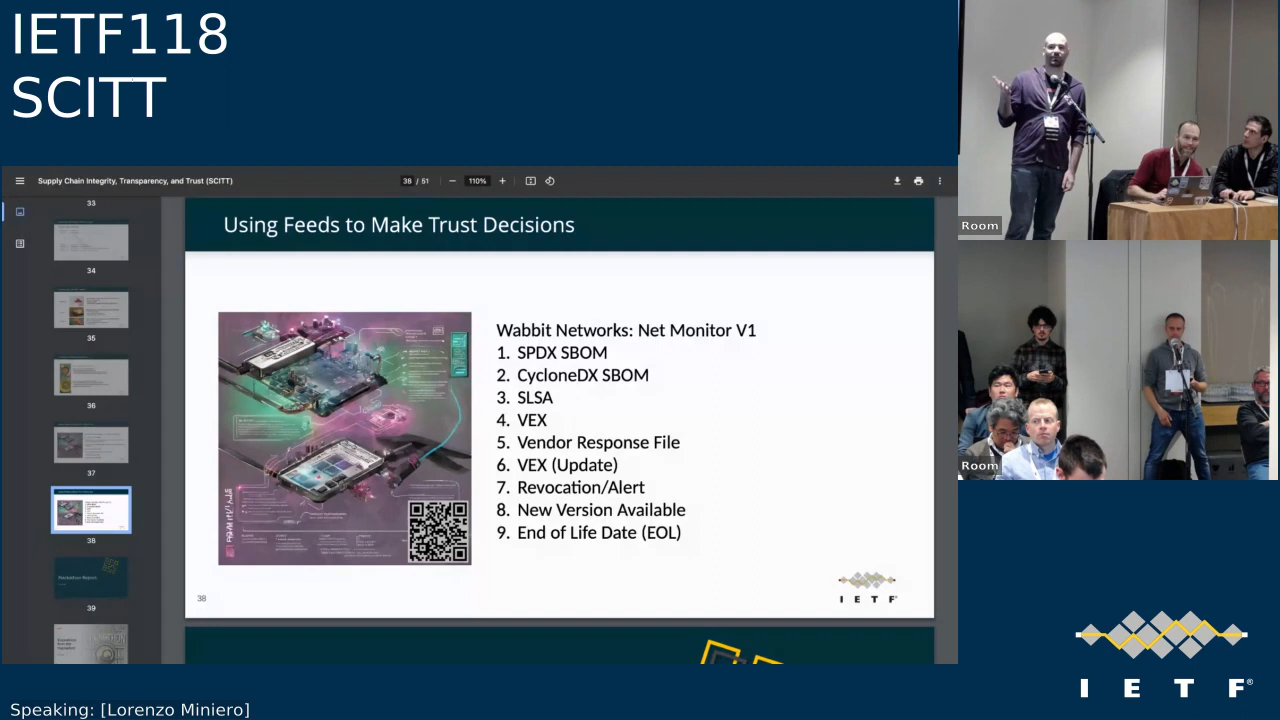 IETF118
SCITT
Supply Chain Integrity, Transparency, and Trust (SCITT)
38 / 51
110%
33
34
35
36
37
38
39
Using Feeds to Make Trust Decisions
Wabbit Networks: Net Monitor V1
1. SPDX SBOM
2. CycloneDX SBOM
3. SLSA
4. VEX
5. Vendor Response File
6. VEX (Update)
7. Revocation/Alert
8. New Version Available
9. End of Life Date (EOL)
38
I E T F®
Hackathon Report
Room
Room
I E T F®
Speaking: [Lorenzo Miniero]